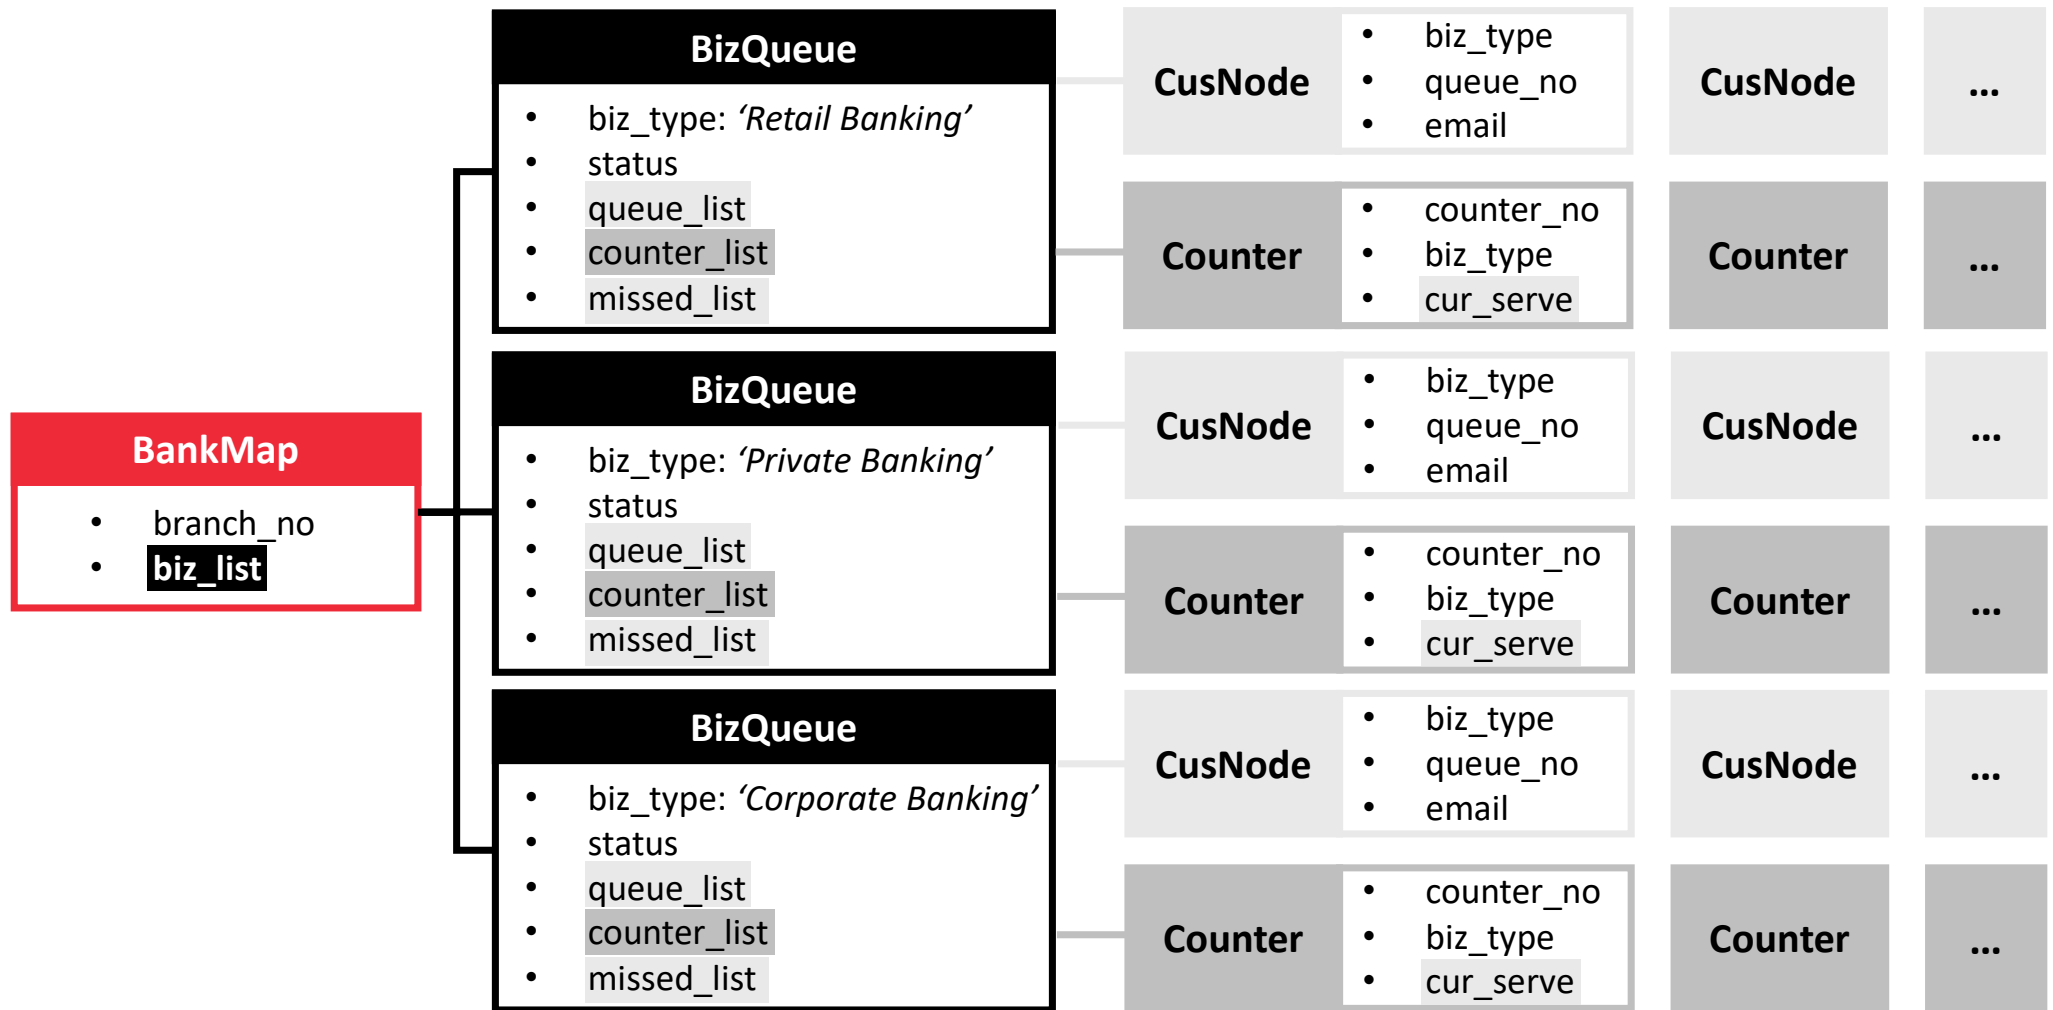 BankMap
• branch_no
• biz_list
BizQueue
• biz_type: ‘Retail Banking’
• status
• queue_list
• counter_list
• missed_list
CusNode
• biz_type
• queue_no
• email
CusNode
...
Counter
• counter_no
• biz_type
• cur_serve
Counter
...
BizQueue
• biz_type: ‘Private Banking’
• status
• queue_list
• counter_list
• missed_list
CusNode
• biz_type
• queue_no
• email
CusNode
...
Counter
• counter_no
• biz_type
• cur_serve
Counter
...
BizQueue
• biz_type: ‘Corporate Banking’
• status
• queue_list
• counter_list
• missed_list
CusNode
• biz_type
• queue_no
• email
CusNode
...
Counter
• counter_no
• biz_type
• cur_serve
Counter
...